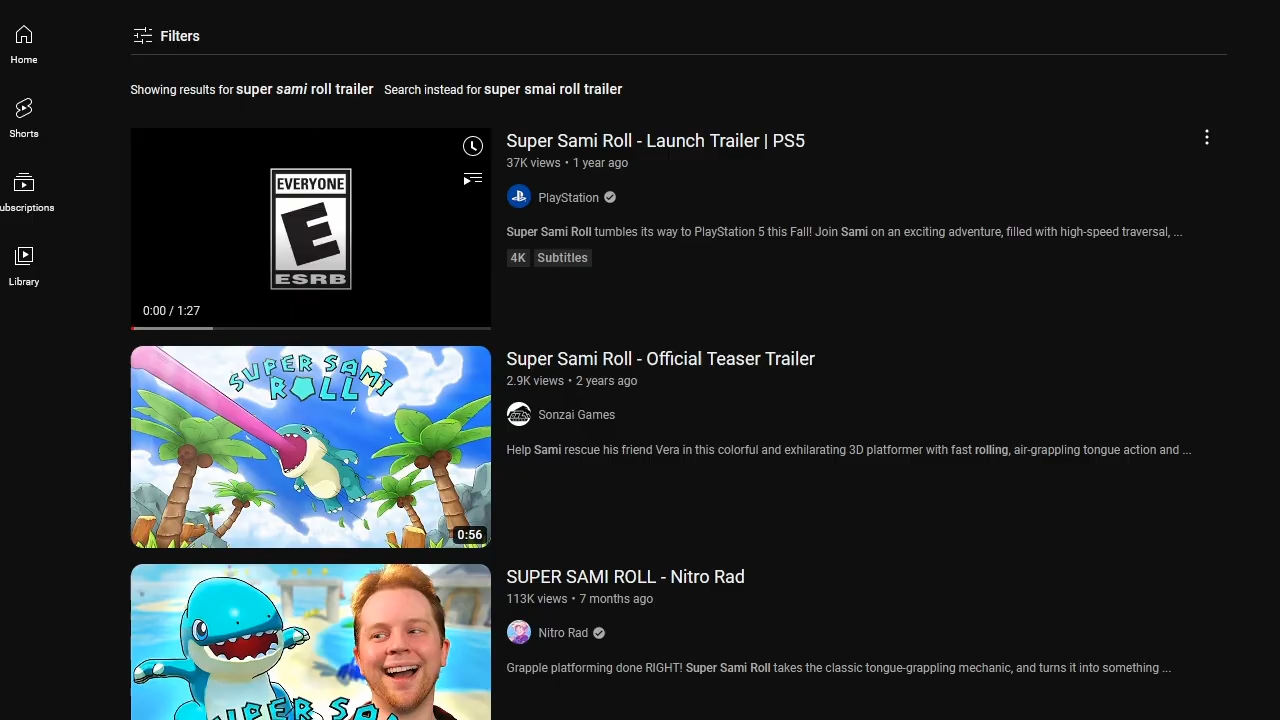 Filters
Home
Showing results for super sami roll trailer Search instead for super smai roll trailer
Shorts
ubscriptions
Library
EVERYONE
E
ESRB
0:00 / 1:27
Super Sami Roll - Launch Trailer | PS5
37K views • 1 year ago
PlayStation
Super Sami Roll tumbles its way to PlayStation 5 this Fall! Join Sami on an exciting adventure, filled with high-speed traversal, ...
4K Subtitles
SUPER SAMI
ROLL
0:56
Super Sami Roll - Official Teaser Trailer
2.9K views • 2 years ago
Sonzai Games
Help Sami rescue his friend Vera in this colorful and exhilarating 3D platformer with fast rolling, air-grappling tongue action and ...
SUPER SA
SUPER SAMI ROLL - Nitro Rad
113K views • 7 months ago
Nitro Rad
Grapple platforming done RIGHT! Super Sami Roll takes the classic tongue-grappling mechanic, and turns it into something ...